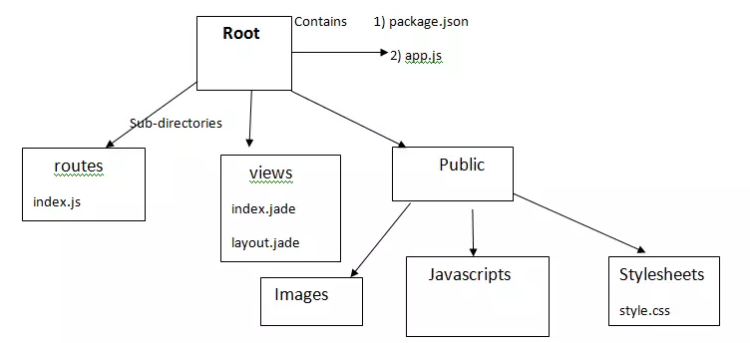 Root
Contains
1) package.json
2) app.js
Sub-directories
routes
index.js
views
index.jade
layout.jade
Public
Images
Javascripts
Stylesheets
style.css